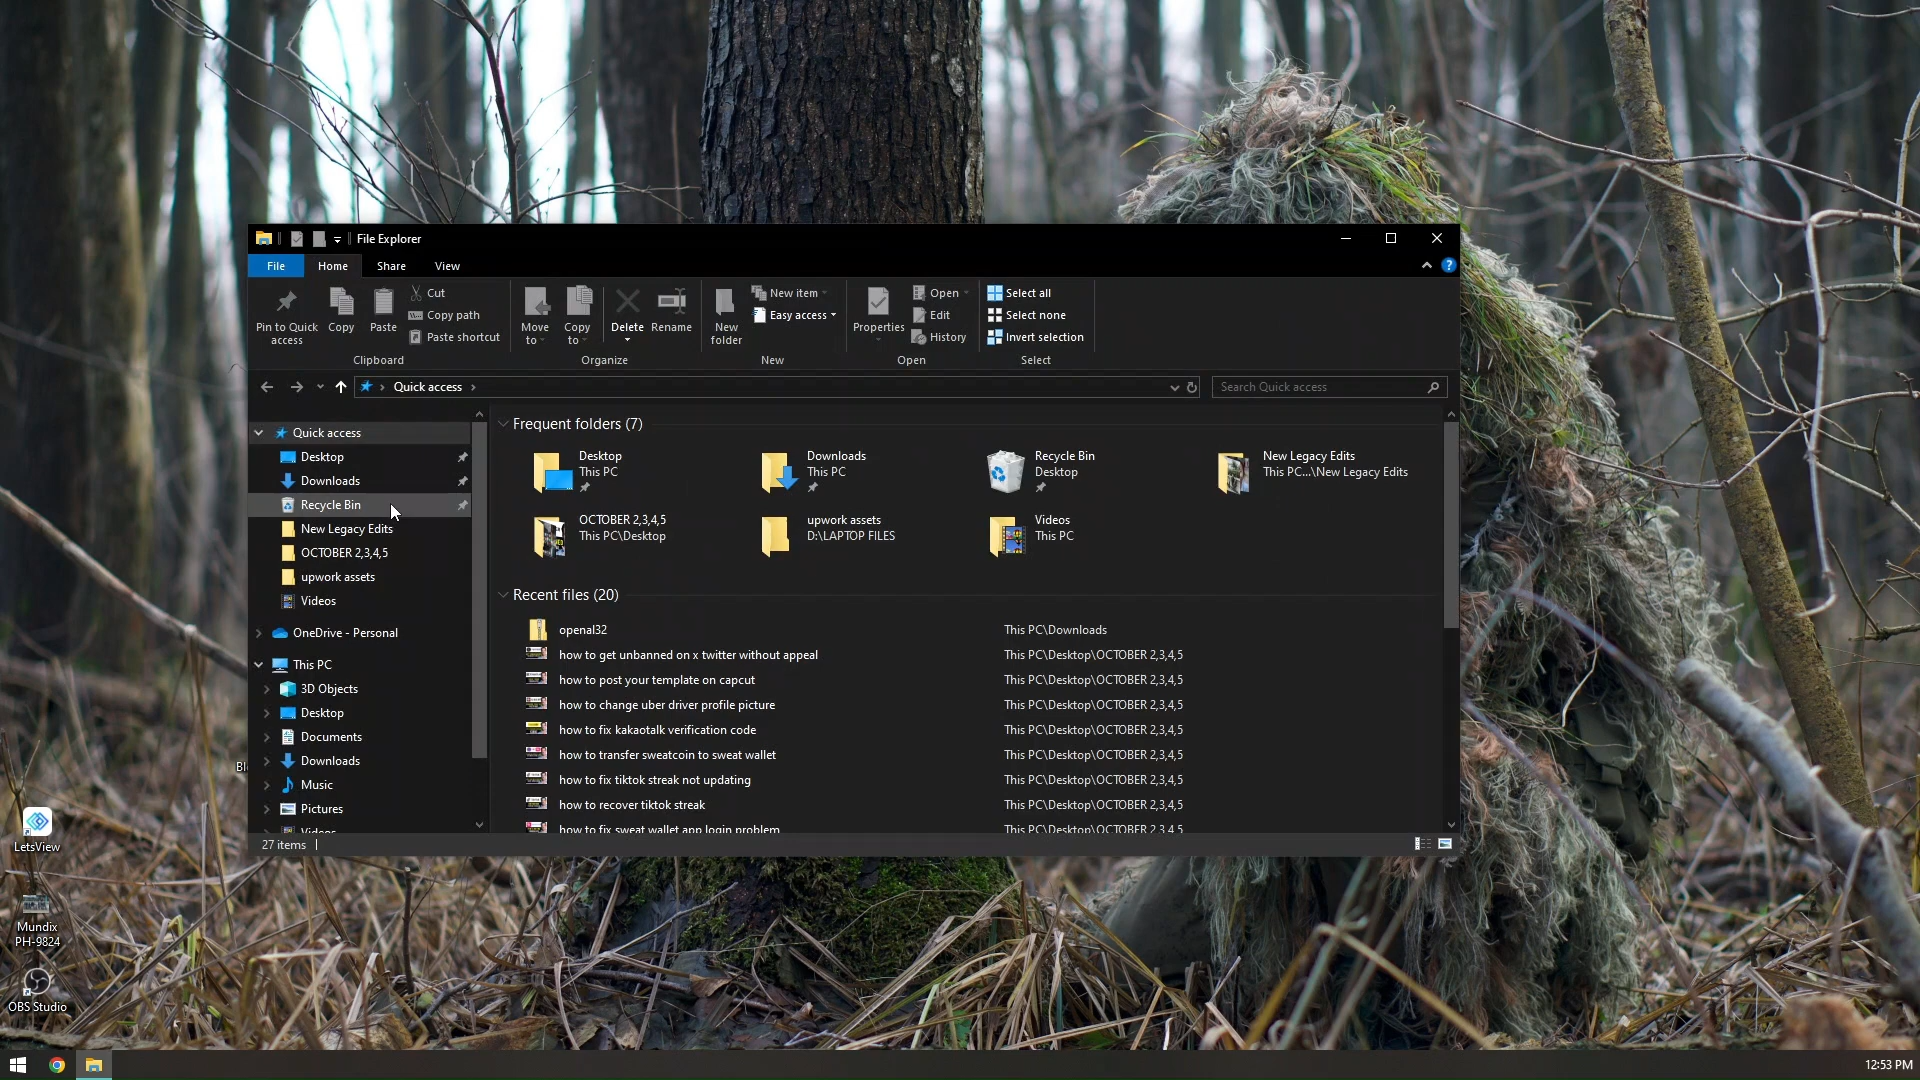 File Explorer
File
Home
Share
View
Pin to Quick access
Copy
Paste
Cut
Copy path
Paste shortcut
Clipboard
Move to
Copy to
Delete
Rename
Organize
New folder
New item
Easy access
New
Properties
Open
Edit
History
Open
Select all
Select none
Invert selection
Select
Quick access
Search Quick access
Quick access
Desktop
Downloads
Recycle Bin
New Legacy Edits
OCTOBER 2,3,4,5
upwork assets
Videos
OneDrive - Personal
This PC
3D Objects
Desktop
Documents
Downloads
Music
Pictures
Videos
Frequent folders (7)
Desktop
This PC
Downloads
This PC
Recycle Bin
Desktop
New Legacy Edits
This PC...\New Legacy Edits
OCTOBER 2,3,4,5
This PC\Desktop
upwork assets
D:\LAPTOP FILES
Videos
This PC
Recent files (20)
openal32 This PC\Downloads
how to get unbanned on x twitter without appeal This PC\Desktop\OCTOBER 2,3,4,5
how to post your template on capcut This PC\Desktop\OCTOBER 2,3,4,5
how to change uber driver profile picture This PC\Desktop\OCTOBER 2,3,4,5
how to fix kakaotalk verification code This PC\Desktop\OCTOBER 2,3,4,5
how to transfer sweatcoin to sweat wallet This PC\Desktop\OCTOBER 2,3,4,5
how to fix tiktok streak not updating This PC\Desktop\OCTOBER 2,3,4,5
how to recover tiktok streak This PC\Desktop\OCTOBER 2,3,4,5
how to fix sweat wallet app login problem This PC\Desktop\OCTOBER 2,3,4,5
27 items
LetsView
Mundix
PH-9824
OBS Studio
12:53 PM